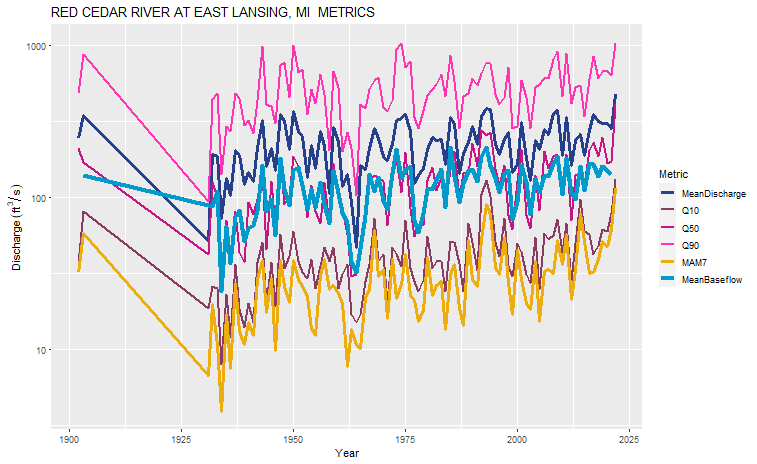 RED CEDAR RIVER AT EAST LANSING, MI  METRICS
Discharge (ft³/s)
1000
100
10
1900
1925
1950
1975
2000
2025
Year
Metric
MeanDischarge
Q10
Q50
Q90
MAM7
MeanBaseflow